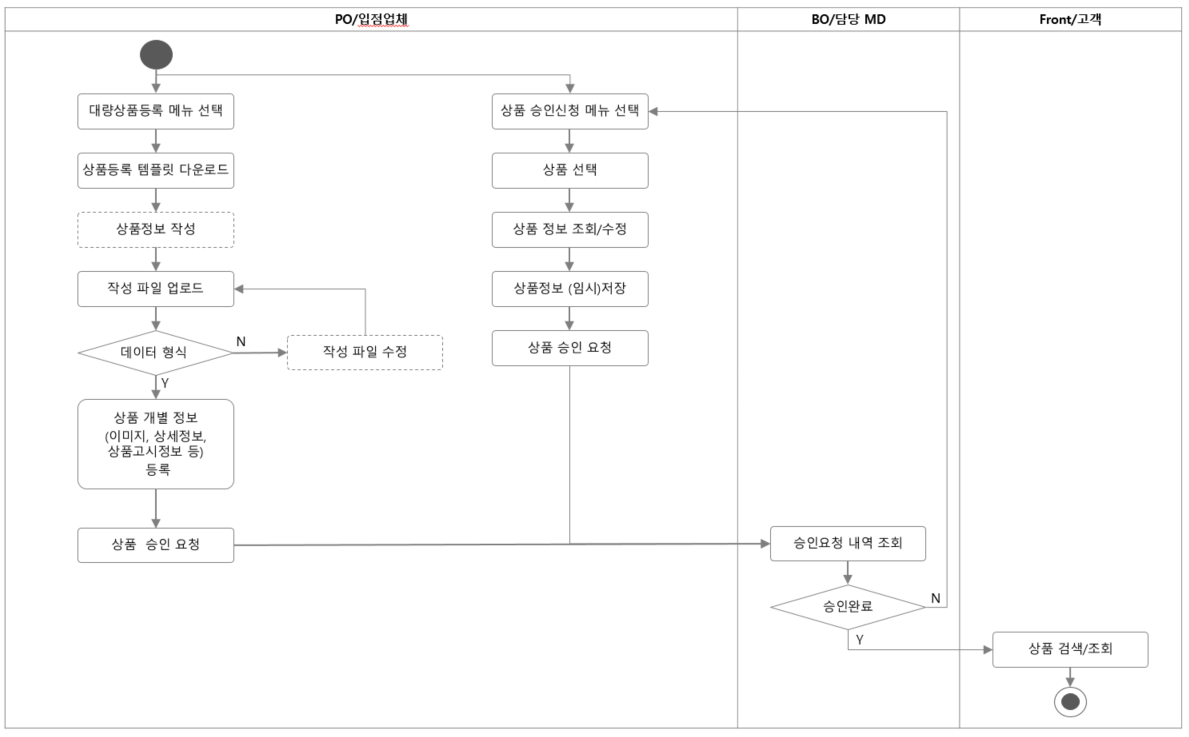 PO/입점업체
BO/담당 MD
Front/고객
대량상품등록 메뉴 선택
상품 승인신청 메뉴 선택
상품등록 템플릿 다운로드
상품 선택
상품정보 작성
상품 정보 조회/수정
작성 파일 업로드
상품정보 (임시)저장
데이터 형식
N
작성 파일 수정
상품 승인 요청
Y
상품 개별 정보
(이미지, 상세정보,
상품고시정보 등)
등록
상품  승인 요청
승인요청 내역 조회
승인완료
N
Y
상품 검색/조회